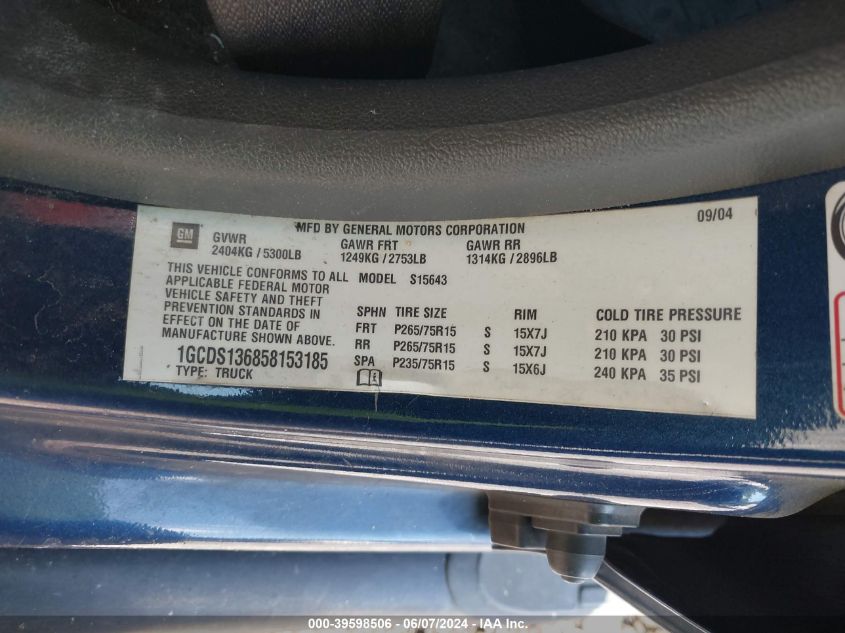 GM
MFD BY GENERAL MOTORS CORPORATION
09/04
GVWR GAWR FRT GAWR RR
2404KG / 5300LB 1249KG / 2753LB 1314KG / 2896LB
THIS VEHICLE CONFORMS TO ALL
APPLICABLE FEDERAL MOTOR
VEHICLE SAFETY AND THEFT
PREVENTION STANDARDS IN
EFFECT ON THE DATE OF
MANUFACTURE SHOWN ABOVE.
MODEL S15643
SPHN TIRE SIZE RIM COLD TIRE PRESSURE
FRT P265/75R15 S 15X7J 210 KPA 30 PSI
RR P265/75R15 S 15X7J 210 KPA 30 PSI
SPA P235/75R15 S 15X6J 240 KPA 35 PSI
1GCDS136858153185
TYPE: TRUCK
000-39598506 - 06/07/2024 - IAA Inc.